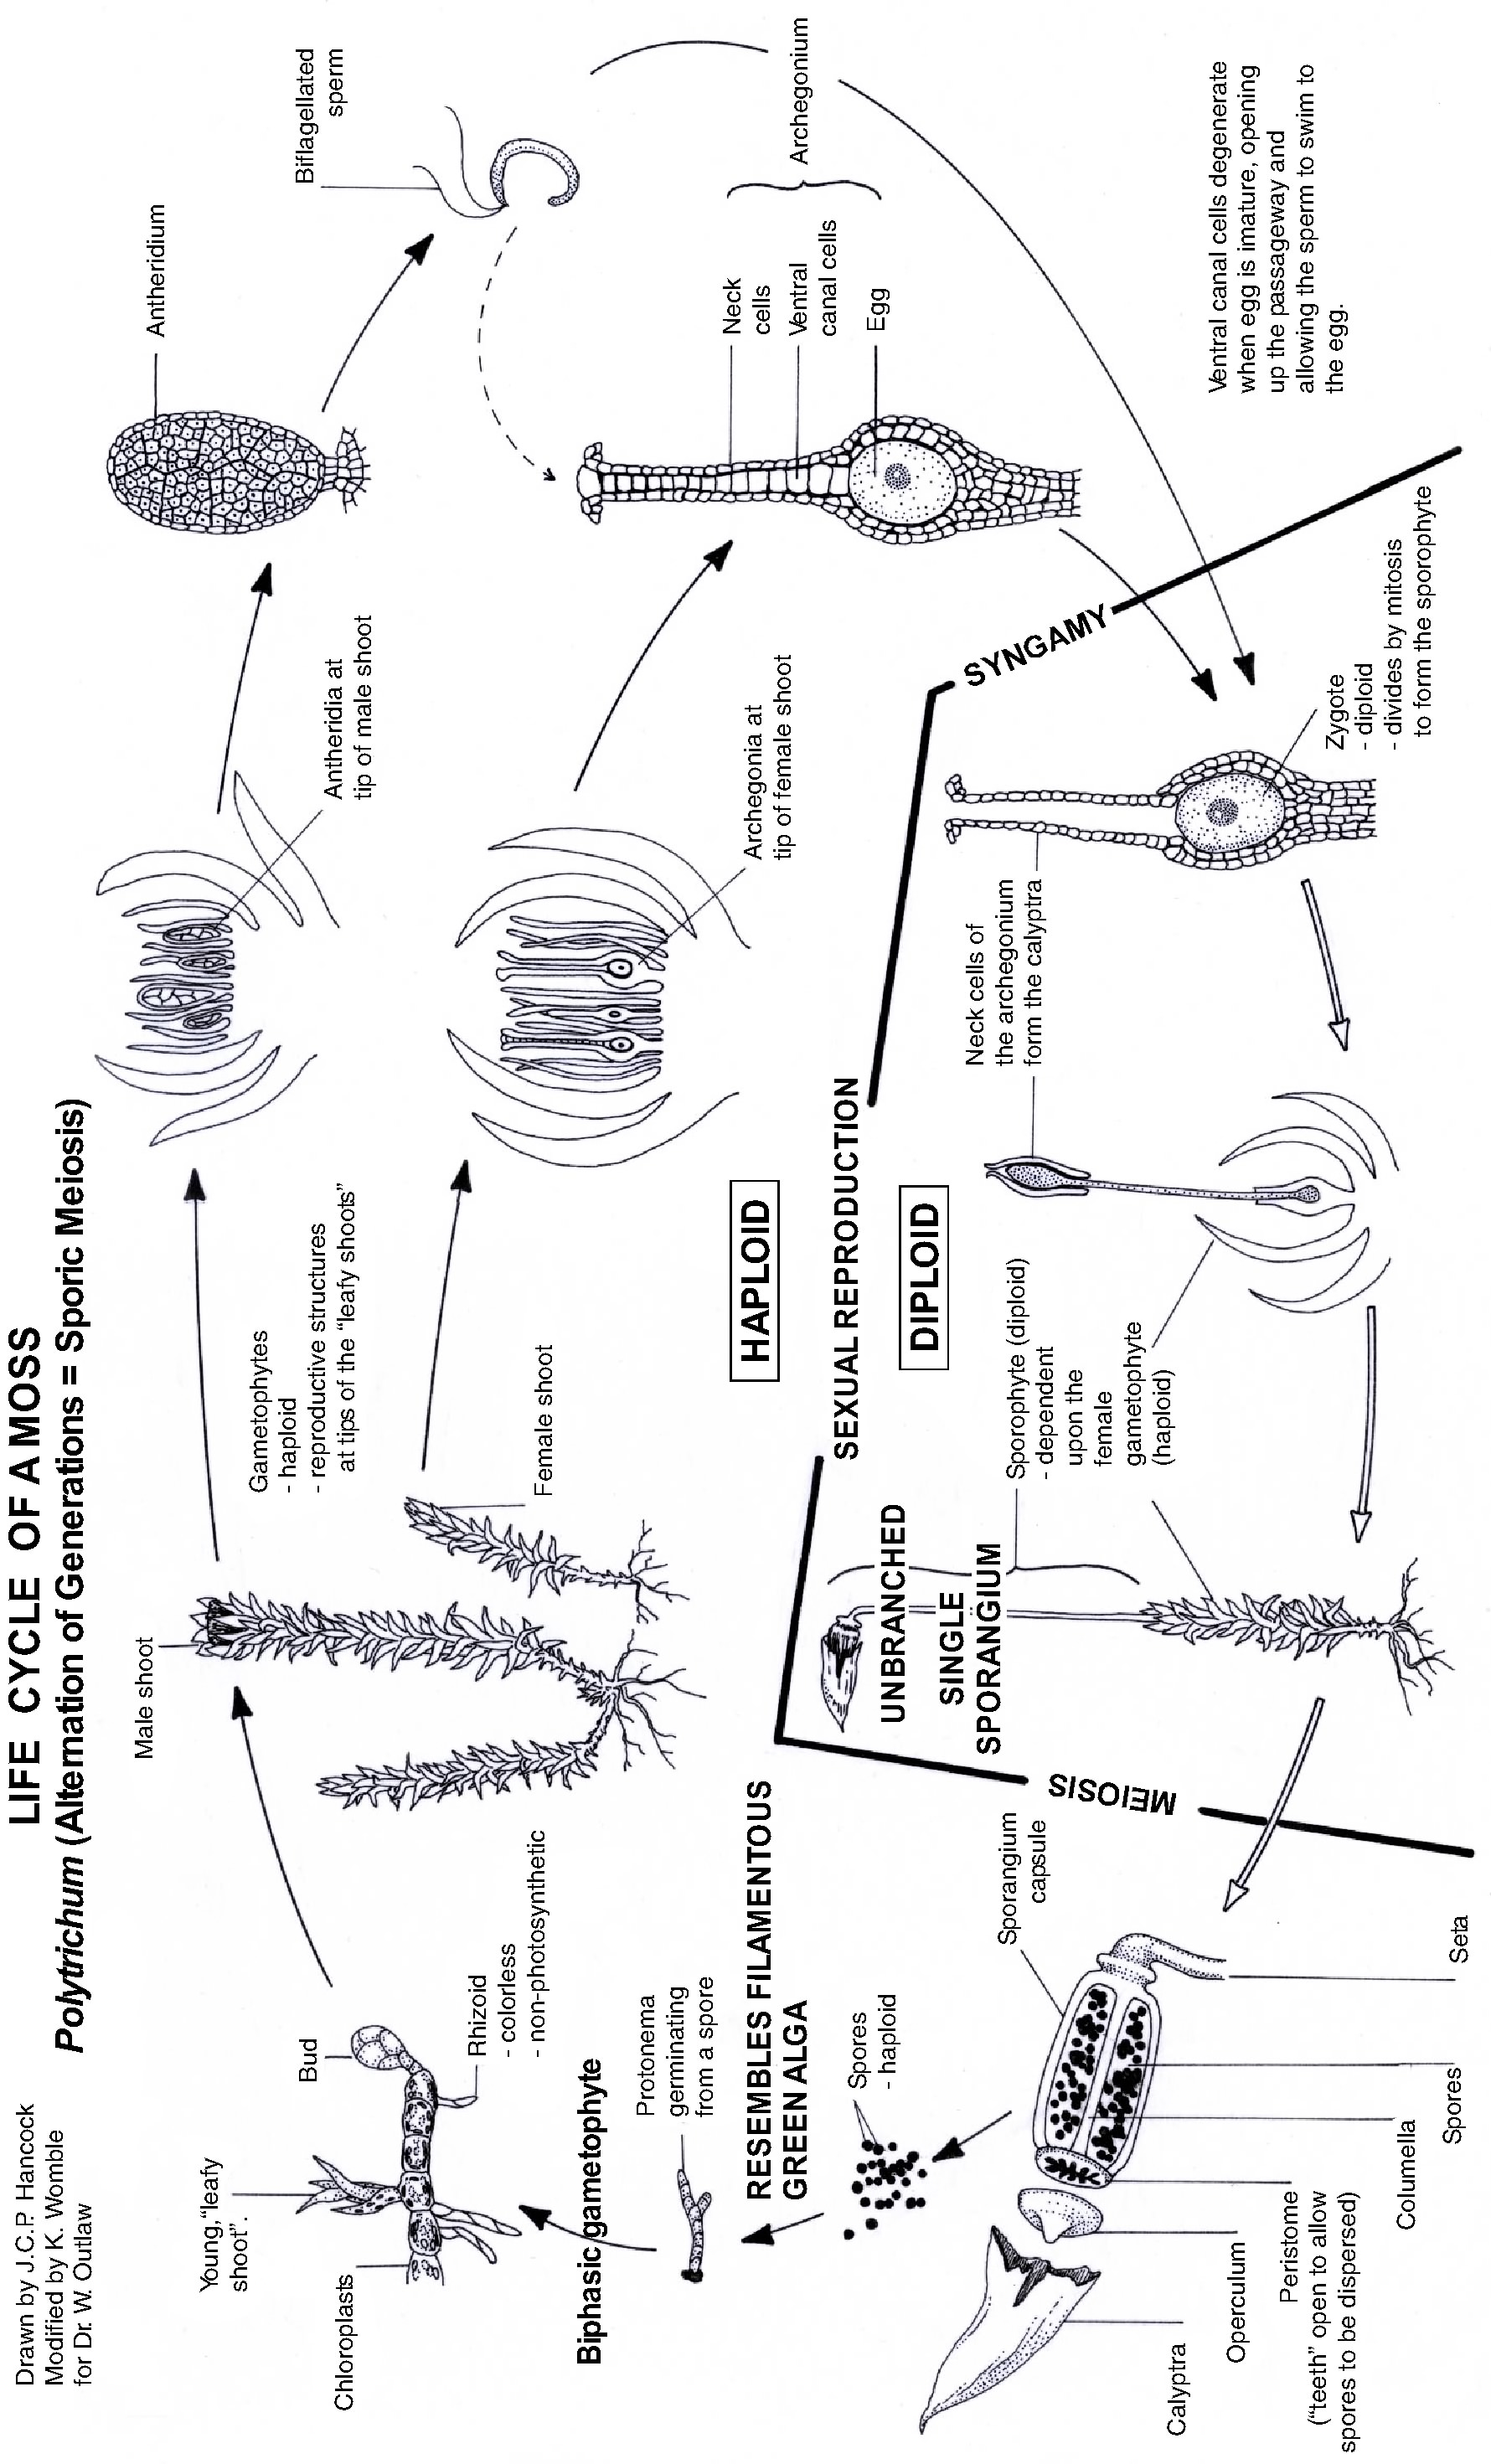 Drawn by J.C.P. Hancock
Modified by K. Womble
for Dr. W. Outlaw
LIFE CYCLE OF A MOSS
Polytrichum (Alternation of Generations = Sporic Meiosis)
Young, "leafy
shoot".
Bud
Chloroplasts
Rhizoid
- colorless
- non-photosynthetic
Biphasic gametophyte
Protonema
germinating
from a spore
RESEMBLES FILAMENTOUS
GREEN ALGA
Spores
- haploid
Male shoot
Gametophytes
- haploid
- reproductive structures
at tips of the "leafy shoots"
Female shoot
Antheridia at
tip of male shoot
Archegonia at
tip of female shoot
Antheridium
Biflagellated
sperm
Neck
cells
Ventral
canal cells
Egg
Archegonium
Ventral canal cells degenerate
when egg is imature, opening
up the passageway and
allowing the sperm to swim to
the egg.
HAPLOID
SEXUAL REPRODUCTION
DIPLOID
SYNGAMY
Zygote
- diploid
- divides by mitosis
to form the sporophyte
Neck cells of
the archegonium
form the calyptra
Sporophyte (diploid)
- dependent
upon the
female
gametophyte
(haploid)
UNBRANCHED
SINGLE
SPORANGIUM
MEIOSIS
Sporangium
capsule
Calyptra
Operculum
Peristome
("teeth" open to allow
spores to be dispersed)
Columella
Spores
Seta